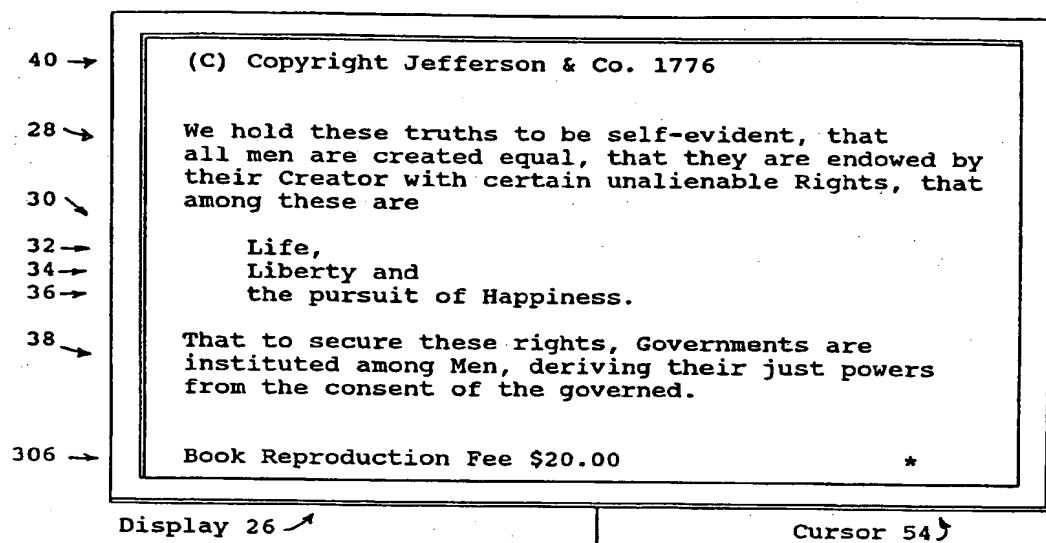 40 → (C) Copyright Jefferson & Co. 1776
28 → We hold these truths to be self-evident, that
all men are created equal, that they are endowed by
their Creator with certain unalienable Rights, that
30 → among these are
32 → Life,
34 → Liberty and
36 → the pursuit of Happiness.
38 → That to secure these rights, Governments are
instituted among Men, deriving their just powers
from the consent of the governed.
306 → Book Reproduction Fee $20.00 *
Display 26 Cursor 54